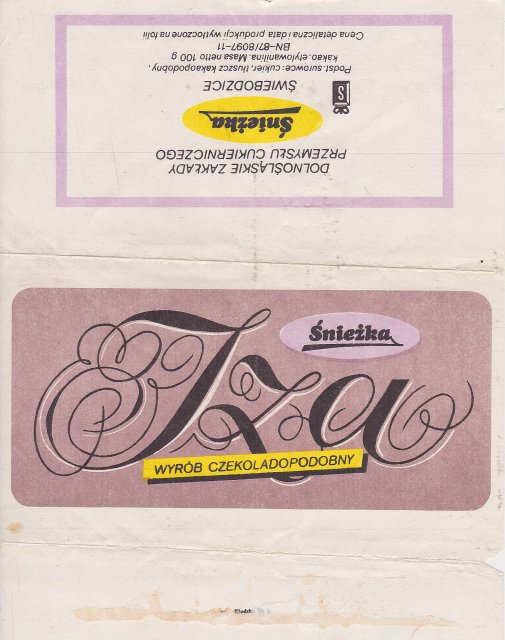 DOLNOŚLĄSKIE ZAKŁADY
PRZEMYSŁU CUKIERNICZEGO
Śnieżka
ŚWIEBODZICE
S
Podst. surowce: cukier, tłuszcz kakaopodobny,
kakao, etylowanilina. Masa netto 100 g
BN-87/8097-11
Cena detaliczna i data produkcji wytłoczone na folii
Śnieżka
Iza
WYRÓB CZEKOLADOPODOBNY